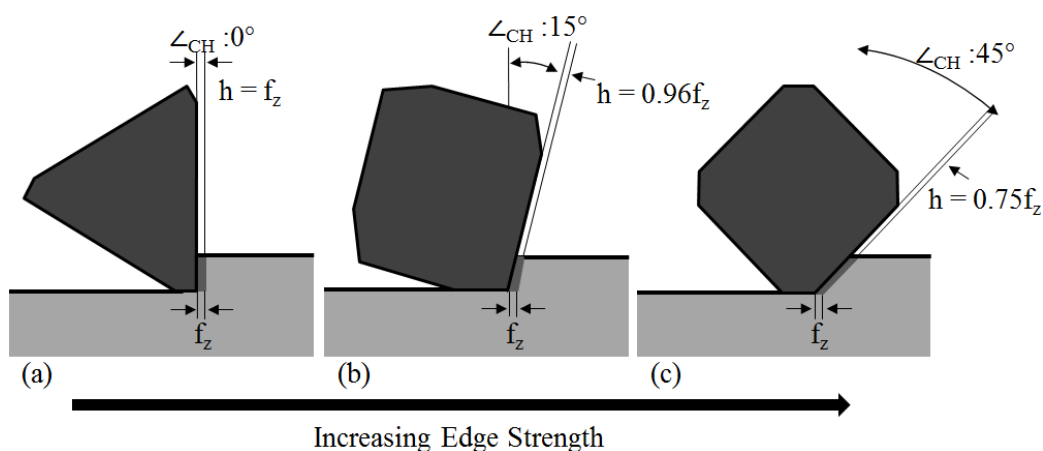 ∠CH :0°
h = fz
fz
(a)
∠CH :15°
h = 0.96fz
fz
(b)
∠CH :45°
h = 0.75fz
fz
(c)
Increasing Edge Strength